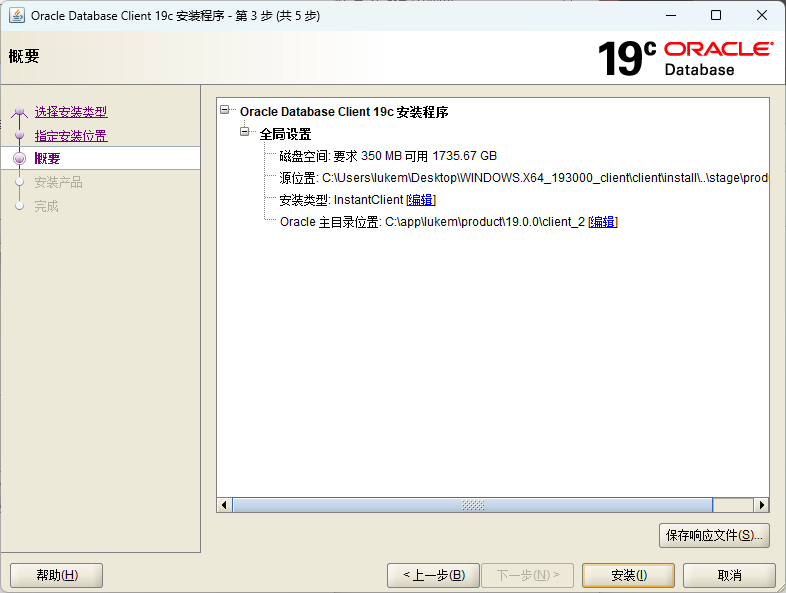 Oracle Database Client 19c 安装程序 - 第 3 步 (共 5 步)
概要
19c ORACLE
Database
选择安装类型
指定安装位置
概要
安装产品
完成
Oracle Database Client 19c 安装程序
全局设置
磁盘空间: 要求 350 MB 可用 1735.67 GB
源位置: C:\Users\lukem\Desktop\WINDOWS.X64_193000_client\client\install\..\stage\prod
安装类型: InstantClient [编辑]
Oracle 主目录位置: C:\app\lukem\product\19.0.0\client_2 [编辑]
保存响应文件(S)...
帮助(H)
< 上一步(B)
下一步(N) >
安装(I)
取消